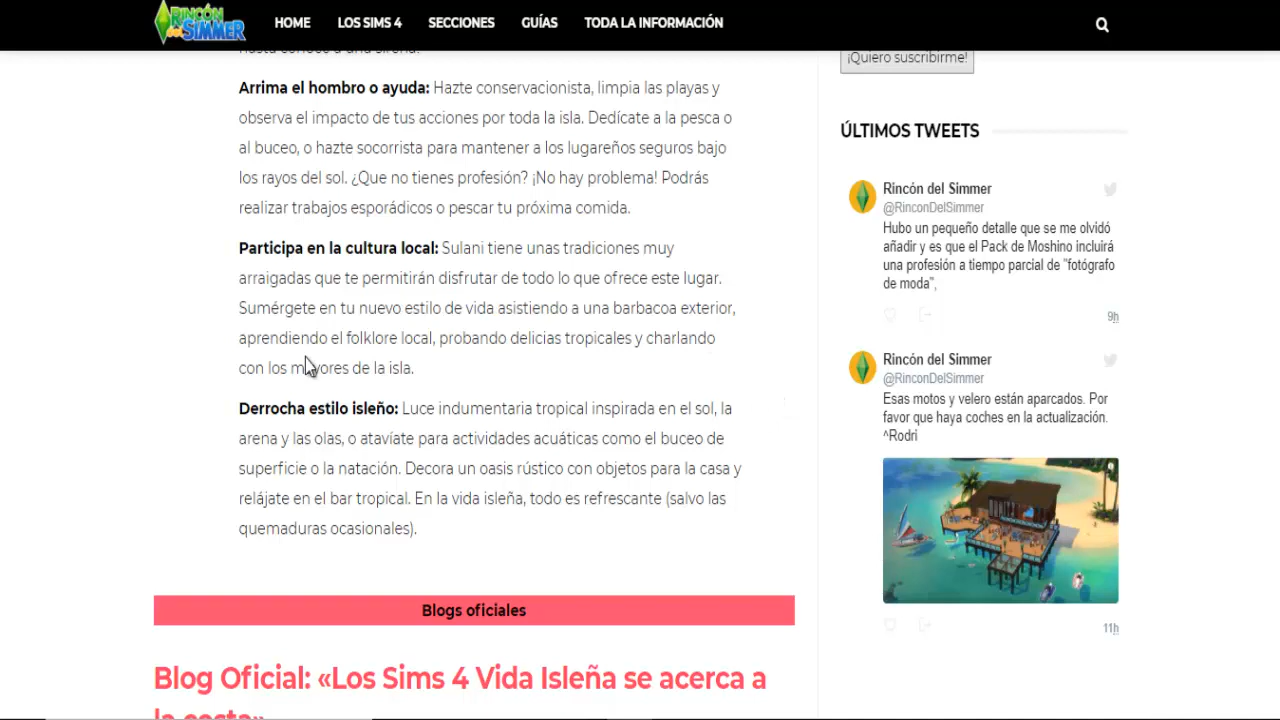 RINCÓN
del
SIMMER
HOME LOS SIMS 4 SECCIONES GUÍAS TODA LA INFORMACIÓN
hasta conoce a una sirena.
Arrima el hombro o ayuda: Hazte conservacionista, limpia las playas y
observa el impacto de tus acciones por toda la isla. Dedícate a la pesca o
al buceo, o hazte socorrista para mantener a los lugareños seguros bajo
los rayos del sol. ¿Que no tienes profesión? ¡No hay problema! Podrás
realizar trabajos esporádicos o pescar tu próxima comida.
Participa en la cultura local: Sulani tiene unas tradiciones muy
arraigadas que te permitirán disfrutar de todo lo que ofrece este lugar.
Sumérgete en tu nuevo estilo de vida asistiendo a una barbacoa exterior,
aprendiendo el folklore local, probando delicias tropicales y charlando
con los mayores de la isla.
Derrocha estilo isleño: Luce indumentaria tropical inspirada en el sol, la
arena y las olas, o atavíate para actividades acuáticas como el buceo de
superficie o la natación. Decora un oasis rústico con objetos para la casa y
relájate en el bar tropical. En la vida isleña, todo es refrescante (salvo las
quemaduras ocasionales).
Blogs oficiales
Blog Oficial: «Los Sims 4 Vida Isleña se acerca a
la costa»
¡Quiero suscribirme!
ÚLTIMOS TWEETS
Rincón del Simmer
@RinconDelSimmer
Hubo un pequeño detalle que se me olvidó
añadir y es que el Pack de Moshino incluirá
una profesión a tiempo parcial de "fotógrafo
de moda",
9h
Rincón del Simmer
@RinconDelSimmer
Esas motos y velero están aparcados. Por
favor que haya coches en la actualización.
^Rodri
11h